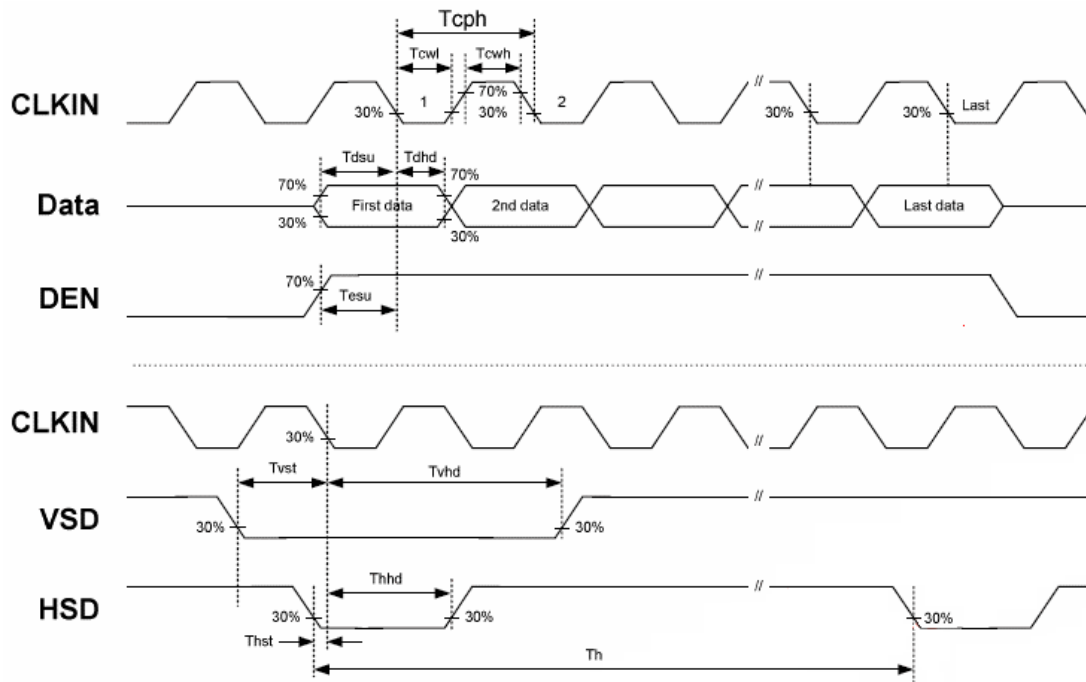 Tcph
Tcwl Tcwh
CLKIN 30% 1 70% 30% 2 // 30% 30% Last
Tdsu Tdhd
70% 70%
Data First data 2nd data // Last data
30% 30%
//
DEN 70% Tesu //
CLKIN 30% //
Tvst Tvhd //
VSD 30% 30%
Thhd //
HSD 30% 30% 30%
Thst
Th